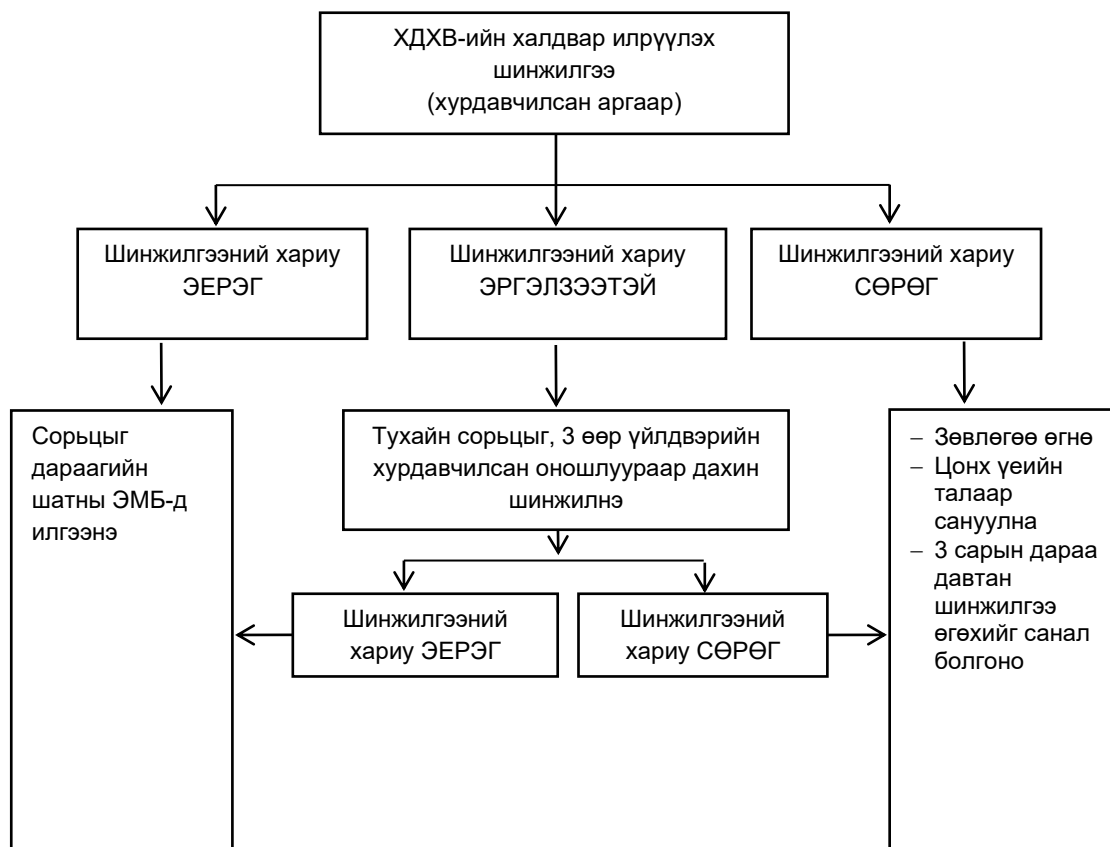 ХДХВ-ийн халдвар илрүүлэх
шинжилгээ
(хурдавчилсан аргаар)
Шинжилгээний хариу
ЭЕРЭГ
Шинжилгээний хариу
ЭРГЭЛЗЭЭТЭЙ
Шинжилгээний хариу
СӨРӨГ
Сорьцыг
дараагийн
шатны ЭМБ-д
илгээнэ
Тухайн сорьцыг, 3 өөр үйлдвэрийн
хурдавчилсан оношлуураар дахин
шинжилнэ
– Зөвлөгөө өгнө
– Цонх үеийн
талаар
сануулна
– 3 сарын дараа
давтан
шинжилгээ
өгөхийг санал
болгоно
Шинжилгээний
хариу ЭЕРЭГ
Шинжилгээний
хариу СӨРӨГ